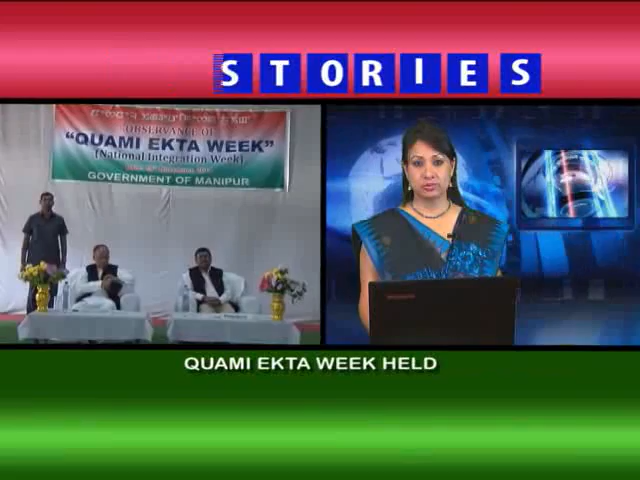 STORIES
OBSERVANCE OF
"QUAMI EKTA WEEK"
(National Integration Week)
GOVERNMENT OF MANIPUR
QUAMI EKTA WEEK HELD